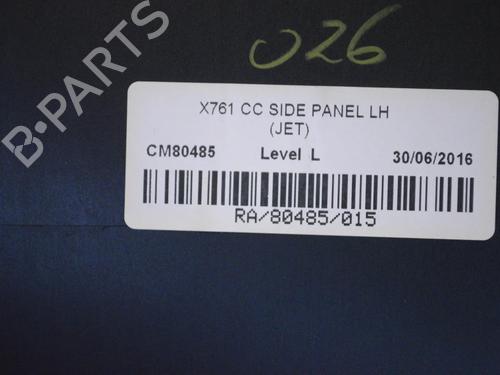 026
B-PARTS
X761 CC SIDE PANEL LH
(JET)
CM80485 Level L 30/06/2016
RA/80485/015